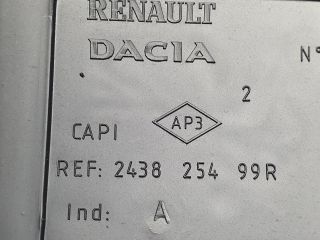 RENAULT
DACIA
N°
2
CAPI AP3
REF: 2438 254 99R
Ind: A